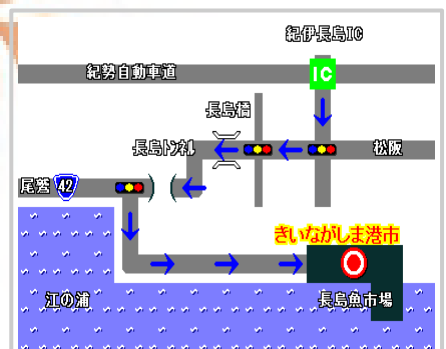 紀伊長島IC
紀勢自動車道
IC
長島橋
長島トンネル
松阪
尾鷲
42
きいながしま港市
江の浦
長島魚市場